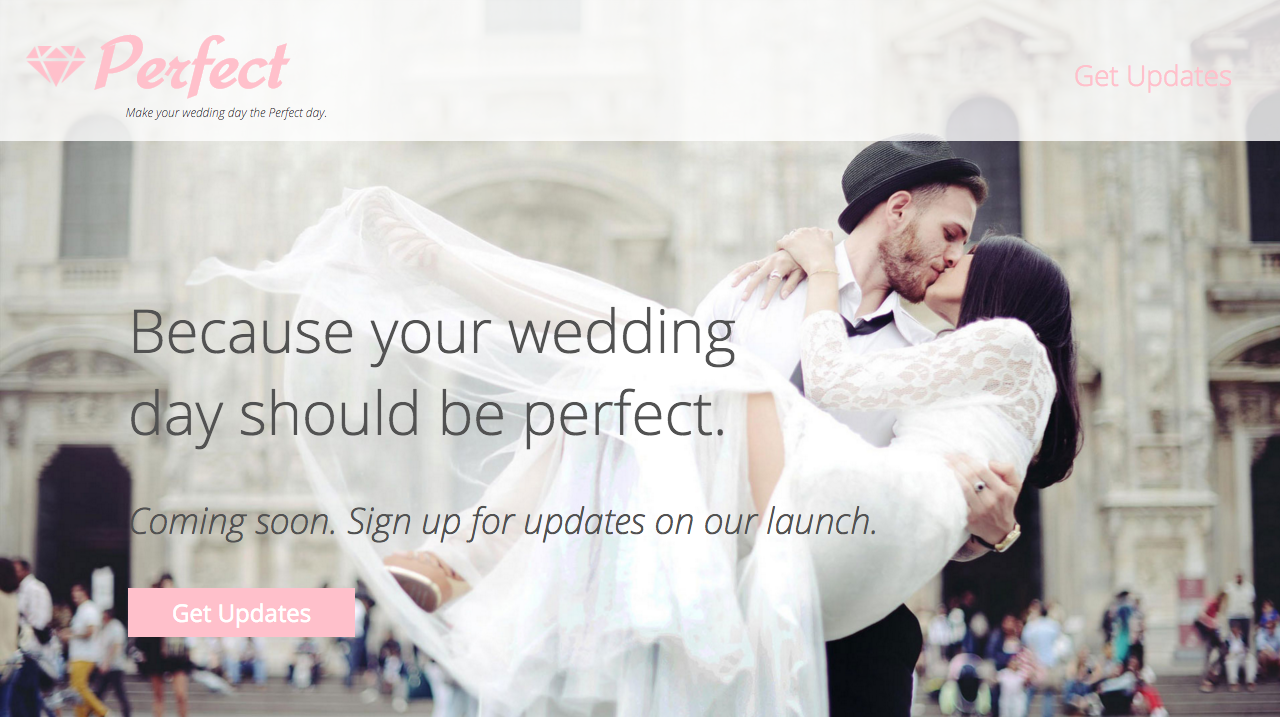 Perfect
Make your wedding day the Perfect day.
Get Updates
Because your wedding
day should be perfect.
Coming soon. Sign up for updates on our launch.
Get Updates